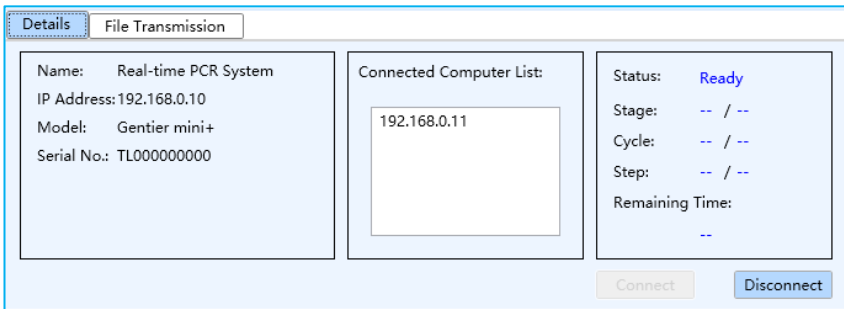 Details
File Transmission
Name: Real-time PCR System
IP Address: 192.168.0.10
Model: Gentier mini+
Serial No.: TL000000000
Connected Computer List:
192.168.0.11
Status: Ready
Stage: -- / --
Cycle: -- / --
Step: -- / --
Remaining Time:
--
Connect
Disconnect